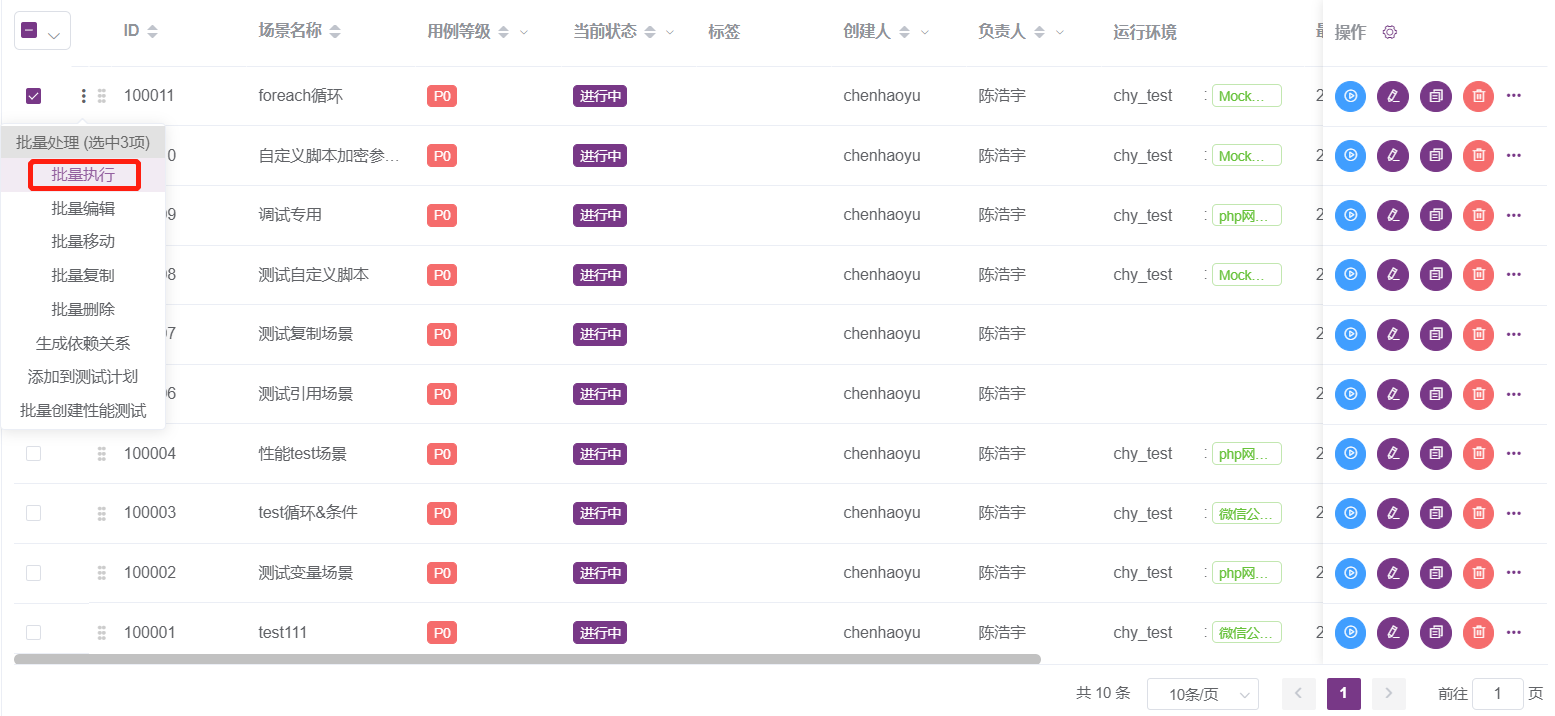 ID 场景名称 用例等级 当前状态 标签 创建人 负责人 运行环境 操作
100011 foreach循环 P0 进行中 chenhaoyu 陈浩宇 chy_test : Mock... 2
批量处理 (选中3项)
0 自定义脚本加密参... P0 进行中 chenhaoyu 陈浩宇 chy_test : Mock... 2
批量执行
批量编辑
9 调试专用 P0 进行中 chenhaoyu 陈浩宇 chy_test : php网... 2
批量移动
批量复制
8 测试自定义脚本 P0 进行中 chenhaoyu 陈浩宇 chy_test : Mock... 2
批量删除
7 测试复制场景 P0 进行中 chenhaoyu 陈浩宇 2
生成依赖关系
添加到测试计划
6 测试引用场景 P0 进行中 chenhaoyu 陈浩宇 2
批量创建性能测试
100004 性能test场景 P0 进行中 chenhaoyu 陈浩宇 chy_test : php网... 2
100003 test循环&条件 P0 进行中 chenhaoyu 陈浩宇 chy_test : 微信公... 2
100002 测试变量场景 P0 进行中 chenhaoyu 陈浩宇 chy_test : php网... 2
100001 test111 P0 进行中 chenhaoyu 陈浩宇 chy_test : 微信公... 2
共 10 条 10条/页 1 前往 1 页